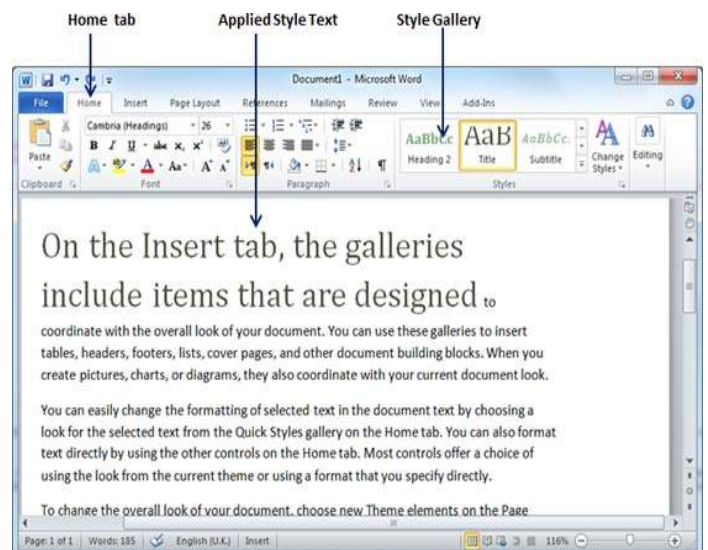 Home tab
Applied Style Text
Style Gallery
Document1 - Microsoft Word
File Home Insert Page Layout References Mailings Review View Add-Ins
Cambria (Headings) 26
Paste
B I U abc x, x²
A Aa A A
AaBbCc AaB AaBbCc.
Heading 2 Title Subtitle
Change Styles
Editing
Clipboard Font Paragraph Styles
On the Insert tab, the galleries
include items that are designed to
coordinate with the overall look of your document. You can use these galleries to insert
tables, headers, footers, lists, cover pages, and other document building blocks. When you
create pictures, charts, or diagrams, they also coordinate with your current document look.
You can easily change the formatting of selected text in the document text by choosing a
look for the selected text from the Quick Styles gallery on the Home tab. You can also format
text directly by using the other controls on the Home tab. Most controls offer a choice of
using the look from the current theme or using a format that you specify directly.
To change the overall look of your document, choose new Theme elements on the Page
Page: 1 of 1 Words: 185 English (U.K.) Insert 116%